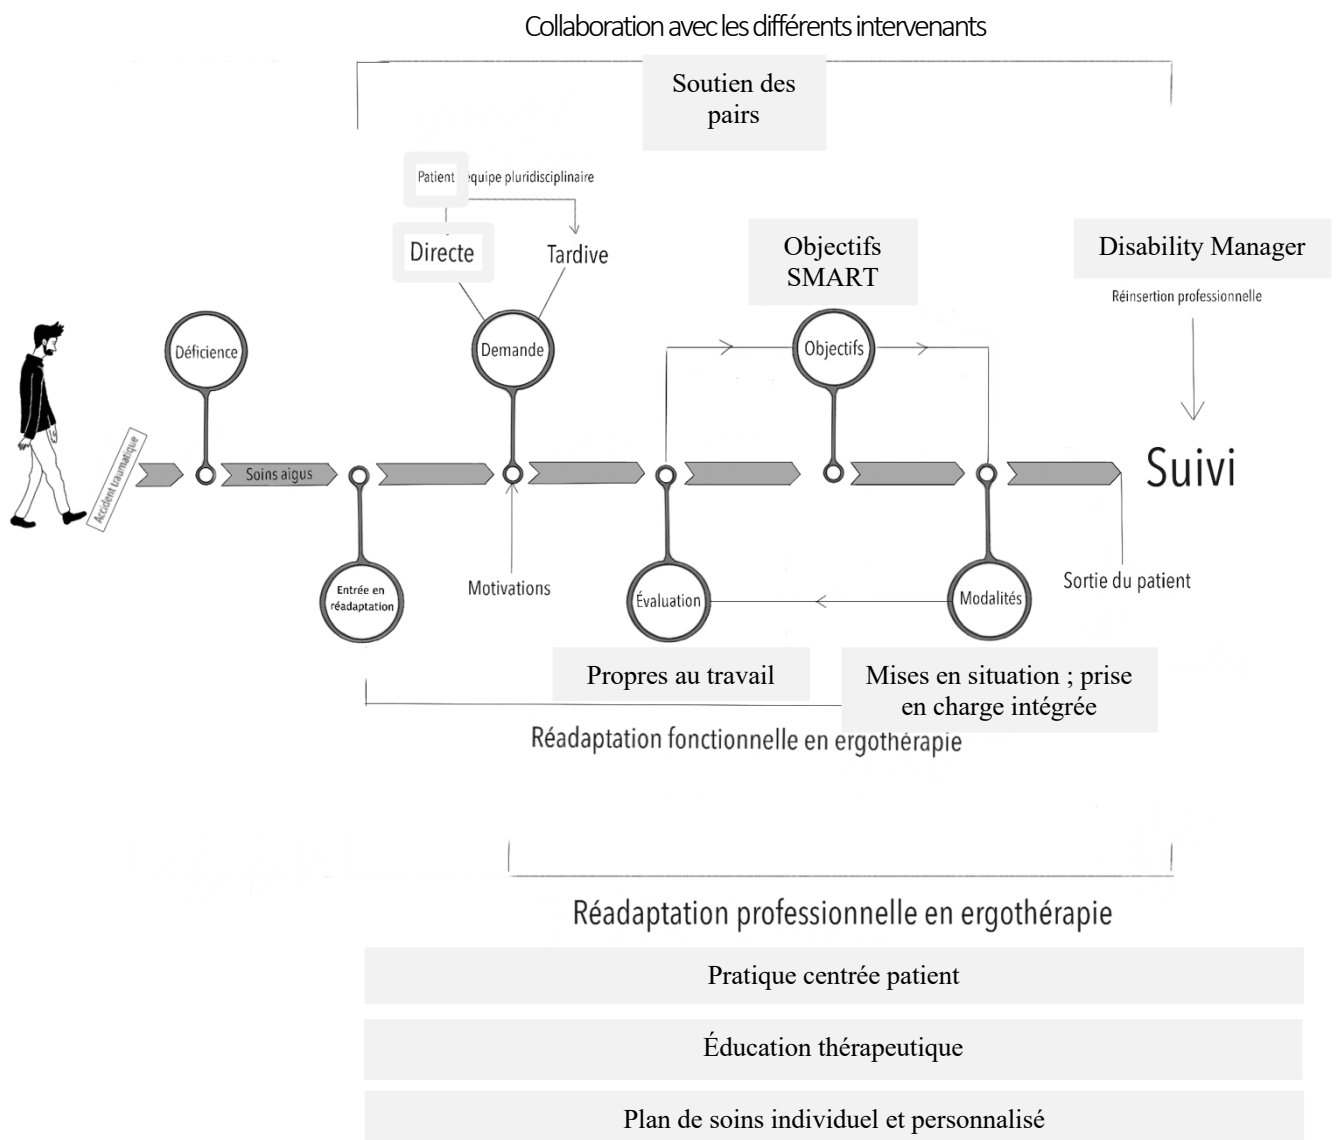 Collaboration avec les différents intervenants
Soutien des
pairs
Patient
équipe pluridisciplinaire
Directe
Tardive
Objectifs
SMART
Disability Manager
Réinsertion professionnelle
Déficience
Demande
Objectifs
Accident traumatique
Soins aigus
Suivi
Entrée en
réadaptation
Motivations
Évaluation
Modalités
Sortie du patient
Propres au travail
Mises en situation ; prise
en charge intégrée
Réadaptation fonctionnelle en ergothérapie
Réadaptation professionnelle en ergothérapie
Pratique centrée patient
Éducation thérapeutique
Plan de soins individuel et personnalisé